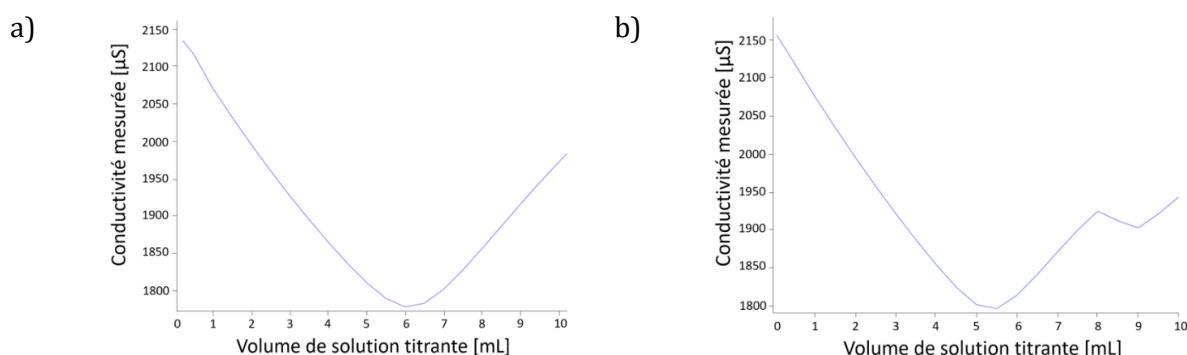 a)
Conductivité mesurée [µS]
2150
2100
2050
2000
1950
1900
1850
1800
0 1 2 3 4 5 6 7 8 9 10
Volume de solution titrante [mL]
b)
Conductivité mesurée [µS]
2150
2100
2050
2000
1950
1900
1850
1800
0 1 2 3 4 5 6 7 8 9 10
Volume de solution titrante [mL]